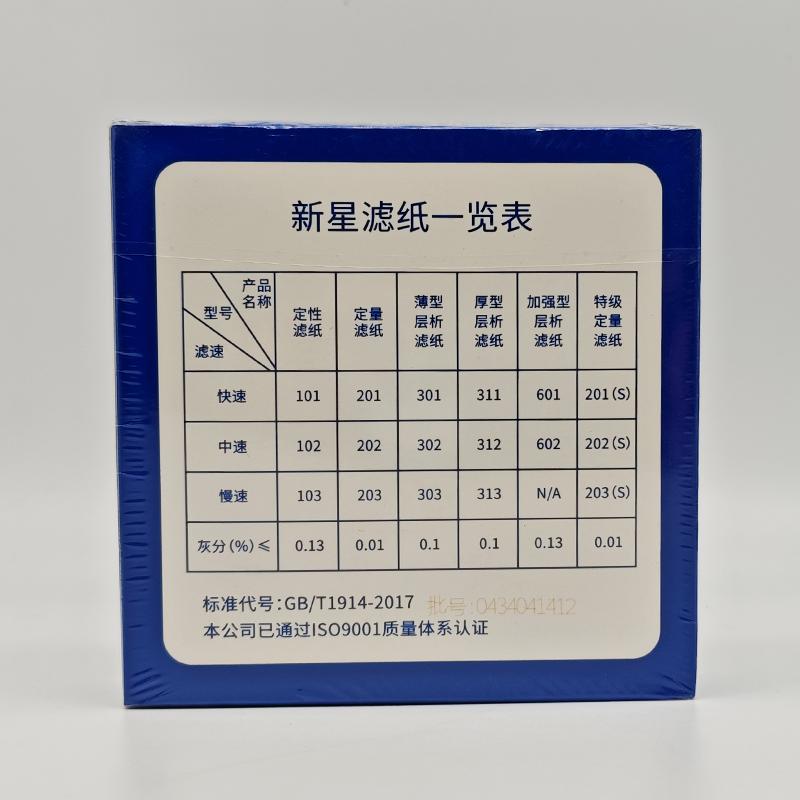 新星滤纸一览表
产品名称 型号 滤速 定性滤纸 定量滤纸 薄型层析滤纸 厚型层析滤纸 加强型层析滤纸 特级定量滤纸
快速 101 201 301 311 601 201(S)
中速 102 202 302 312 602 202(S)
慢速 103 203 303 313 N/A 203(S)
灰分(%)≤ 0.13 0.01 0.1 0.1 0.13 0.01
标准代号:GB/T1914-2017 批号:0434041412
本公司已通过ISO9001质量体系认证